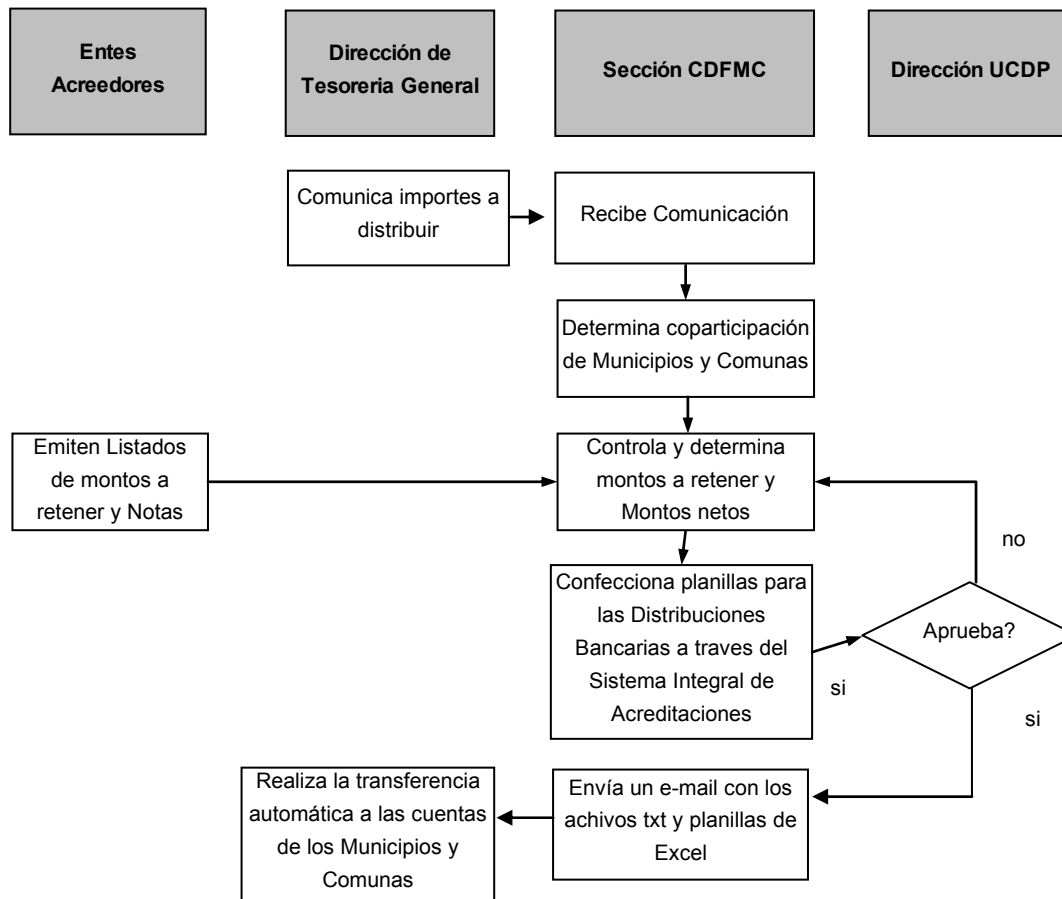 Entes
Acreedores
Dirección de
Tesoreria General
Sección CDFMC
Dirección UCDP
Comunica importes a
distribuir
Recibe Comunicación
Determina coparticipación
de Municipios y Comunas
Emiten Listados
de montos a
retener y Notas
Controla y determina
montos a retener y
Montos netos
no
Confecciona planillas para
las Distribuciones
Bancarias a traves del
Sistema Integral de
Acreditaciones
Aprueba?
si
si
Realiza la transferencia
automática a las cuentas
de los Municipios y
Comunas
Envía un e-mail con los
achivos txt y planillas de
Excel